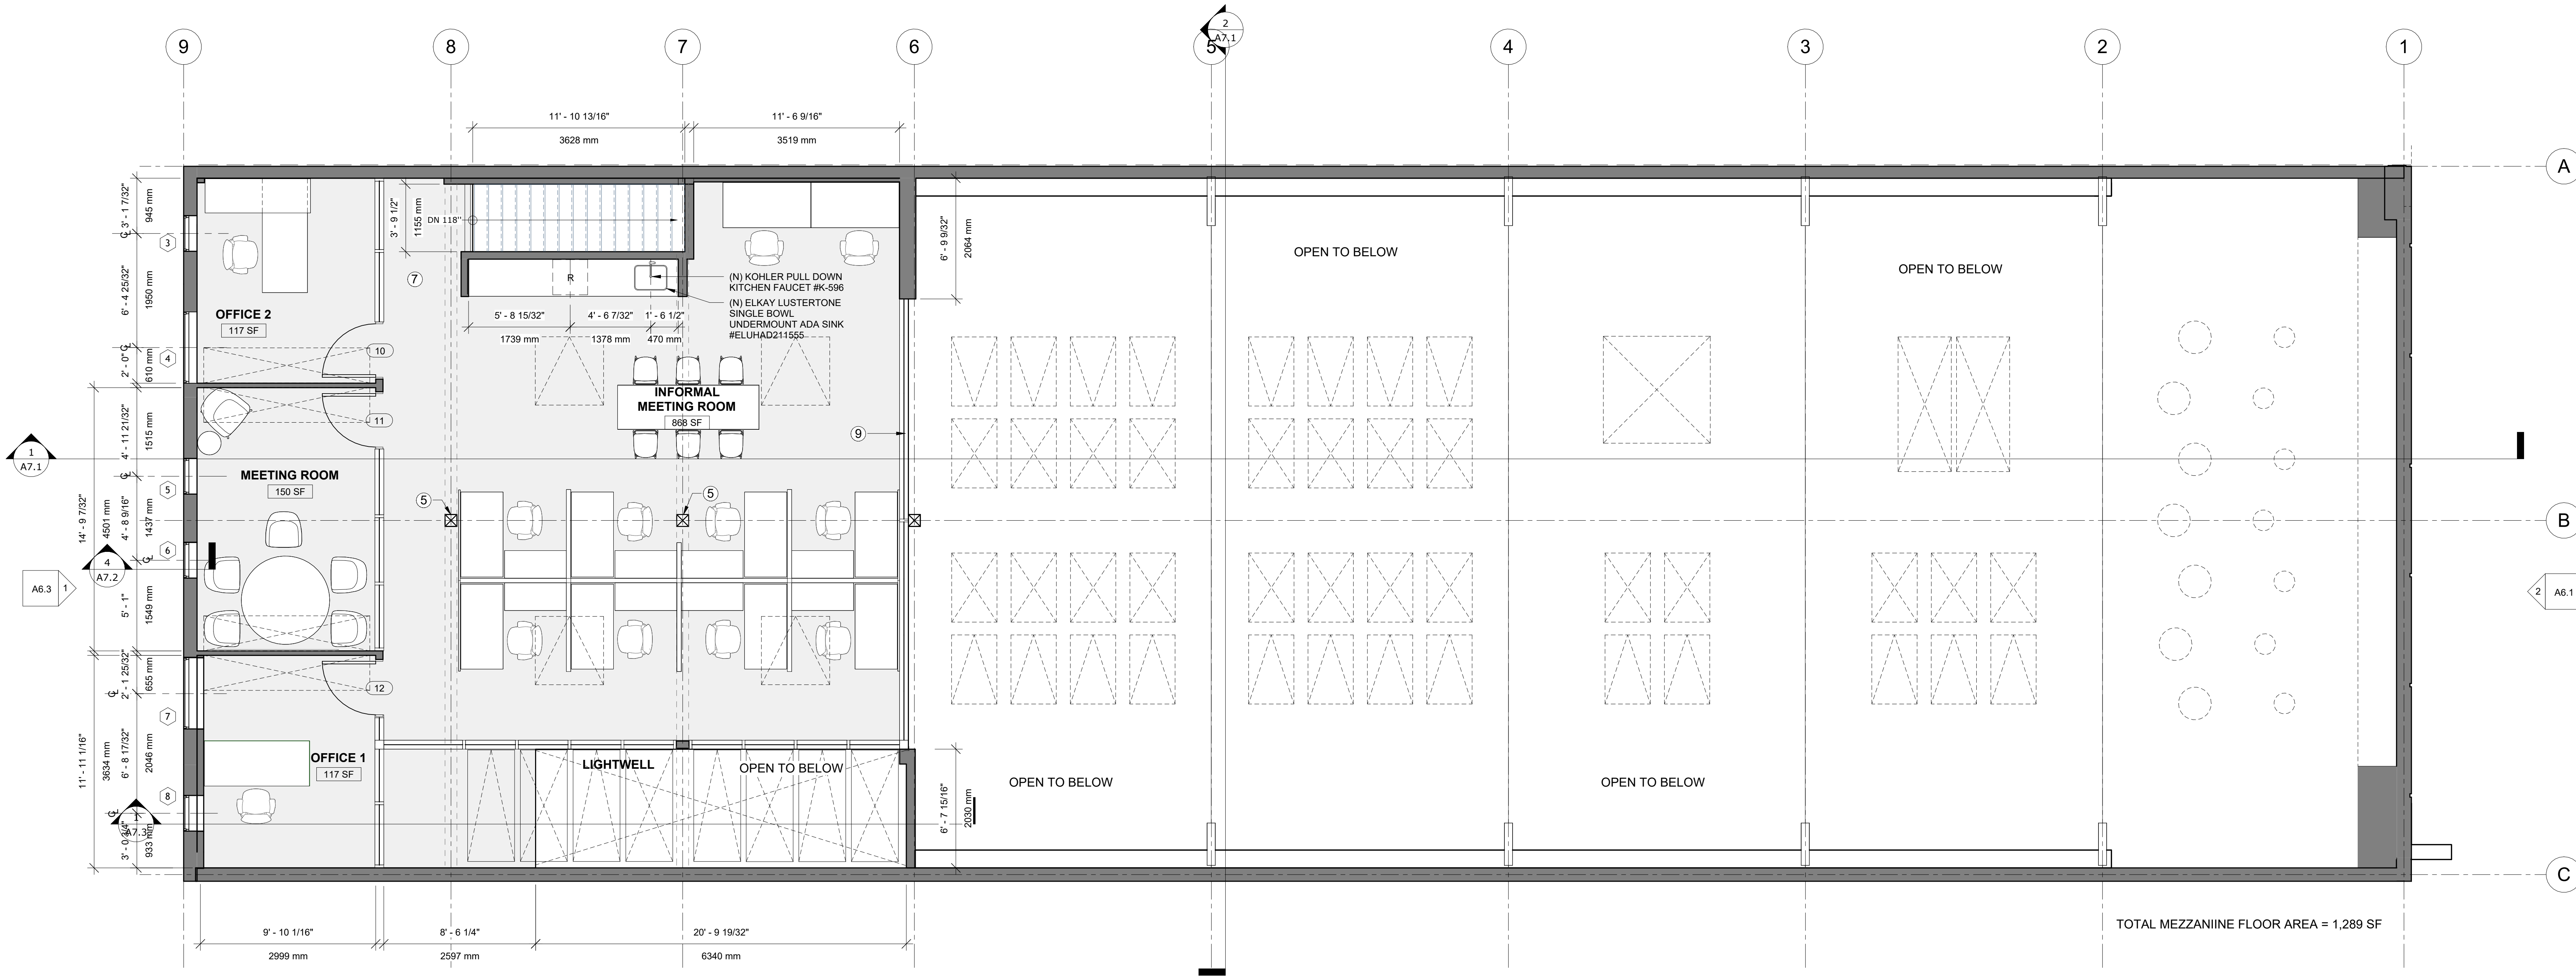 2
A7.1
9
8
7
6
5
4
3
2
1
11' - 10 13/16"
11' - 6 9/16"
3628 mm
3519 mm
A
3' - 1 7/32"
945 mm
3' - 9 1/2"
1155 mm
DN 118"
6' - 9 9/32"
2064 mm
OPEN TO BELOW
OPEN TO BELOW
3
7
R
(N) KOHLER PULL DOWN
KITCHEN FAUCET #K-596
(N) ELKAY LUSTERTONE
SINGLE BOWL
UNDERMOUNT ADA SINK
#ELUHAD211555
6' - 4 25/32"
1950 mm
OFFICE 2
117 SF
5' - 8 15/32"
4' - 6 7/32"
1' - 6 1/2"
1739 mm
1378 mm
470 mm
2' - 0"
610 mm
4
10
INFORMAL
MEETING ROOM
868 SF
11
9
4' - 11 21/32"
1515 mm
1
A7.1
MEETING ROOM
150 SF
5
5
5
14' - 9 7/32"
4501 mm
4' - 8 9/16"
1437 mm
B
6
4
A7.2
A6.3
1
2
A6.1
5' - 1"
1549 mm
2' - 1 25/32"
655 mm
12
7
11' - 11 1/16"
3634 mm
6' - 8 17/32"
2046 mm
OFFICE 1
117 SF
LIGHTWELL
OPEN TO BELOW
OPEN TO BELOW
OPEN TO BELOW
8
1
A7.3
3' - 0 3/4"
933 mm
6' - 7 15/16"
2030 mm
C
TOTAL MEZZANIINE FLOOR AREA = 1,289 SF
9' - 10 1/16"
8' - 6 1/4"
20' - 9 19/32"
2999 mm
2597 mm
6340 mm